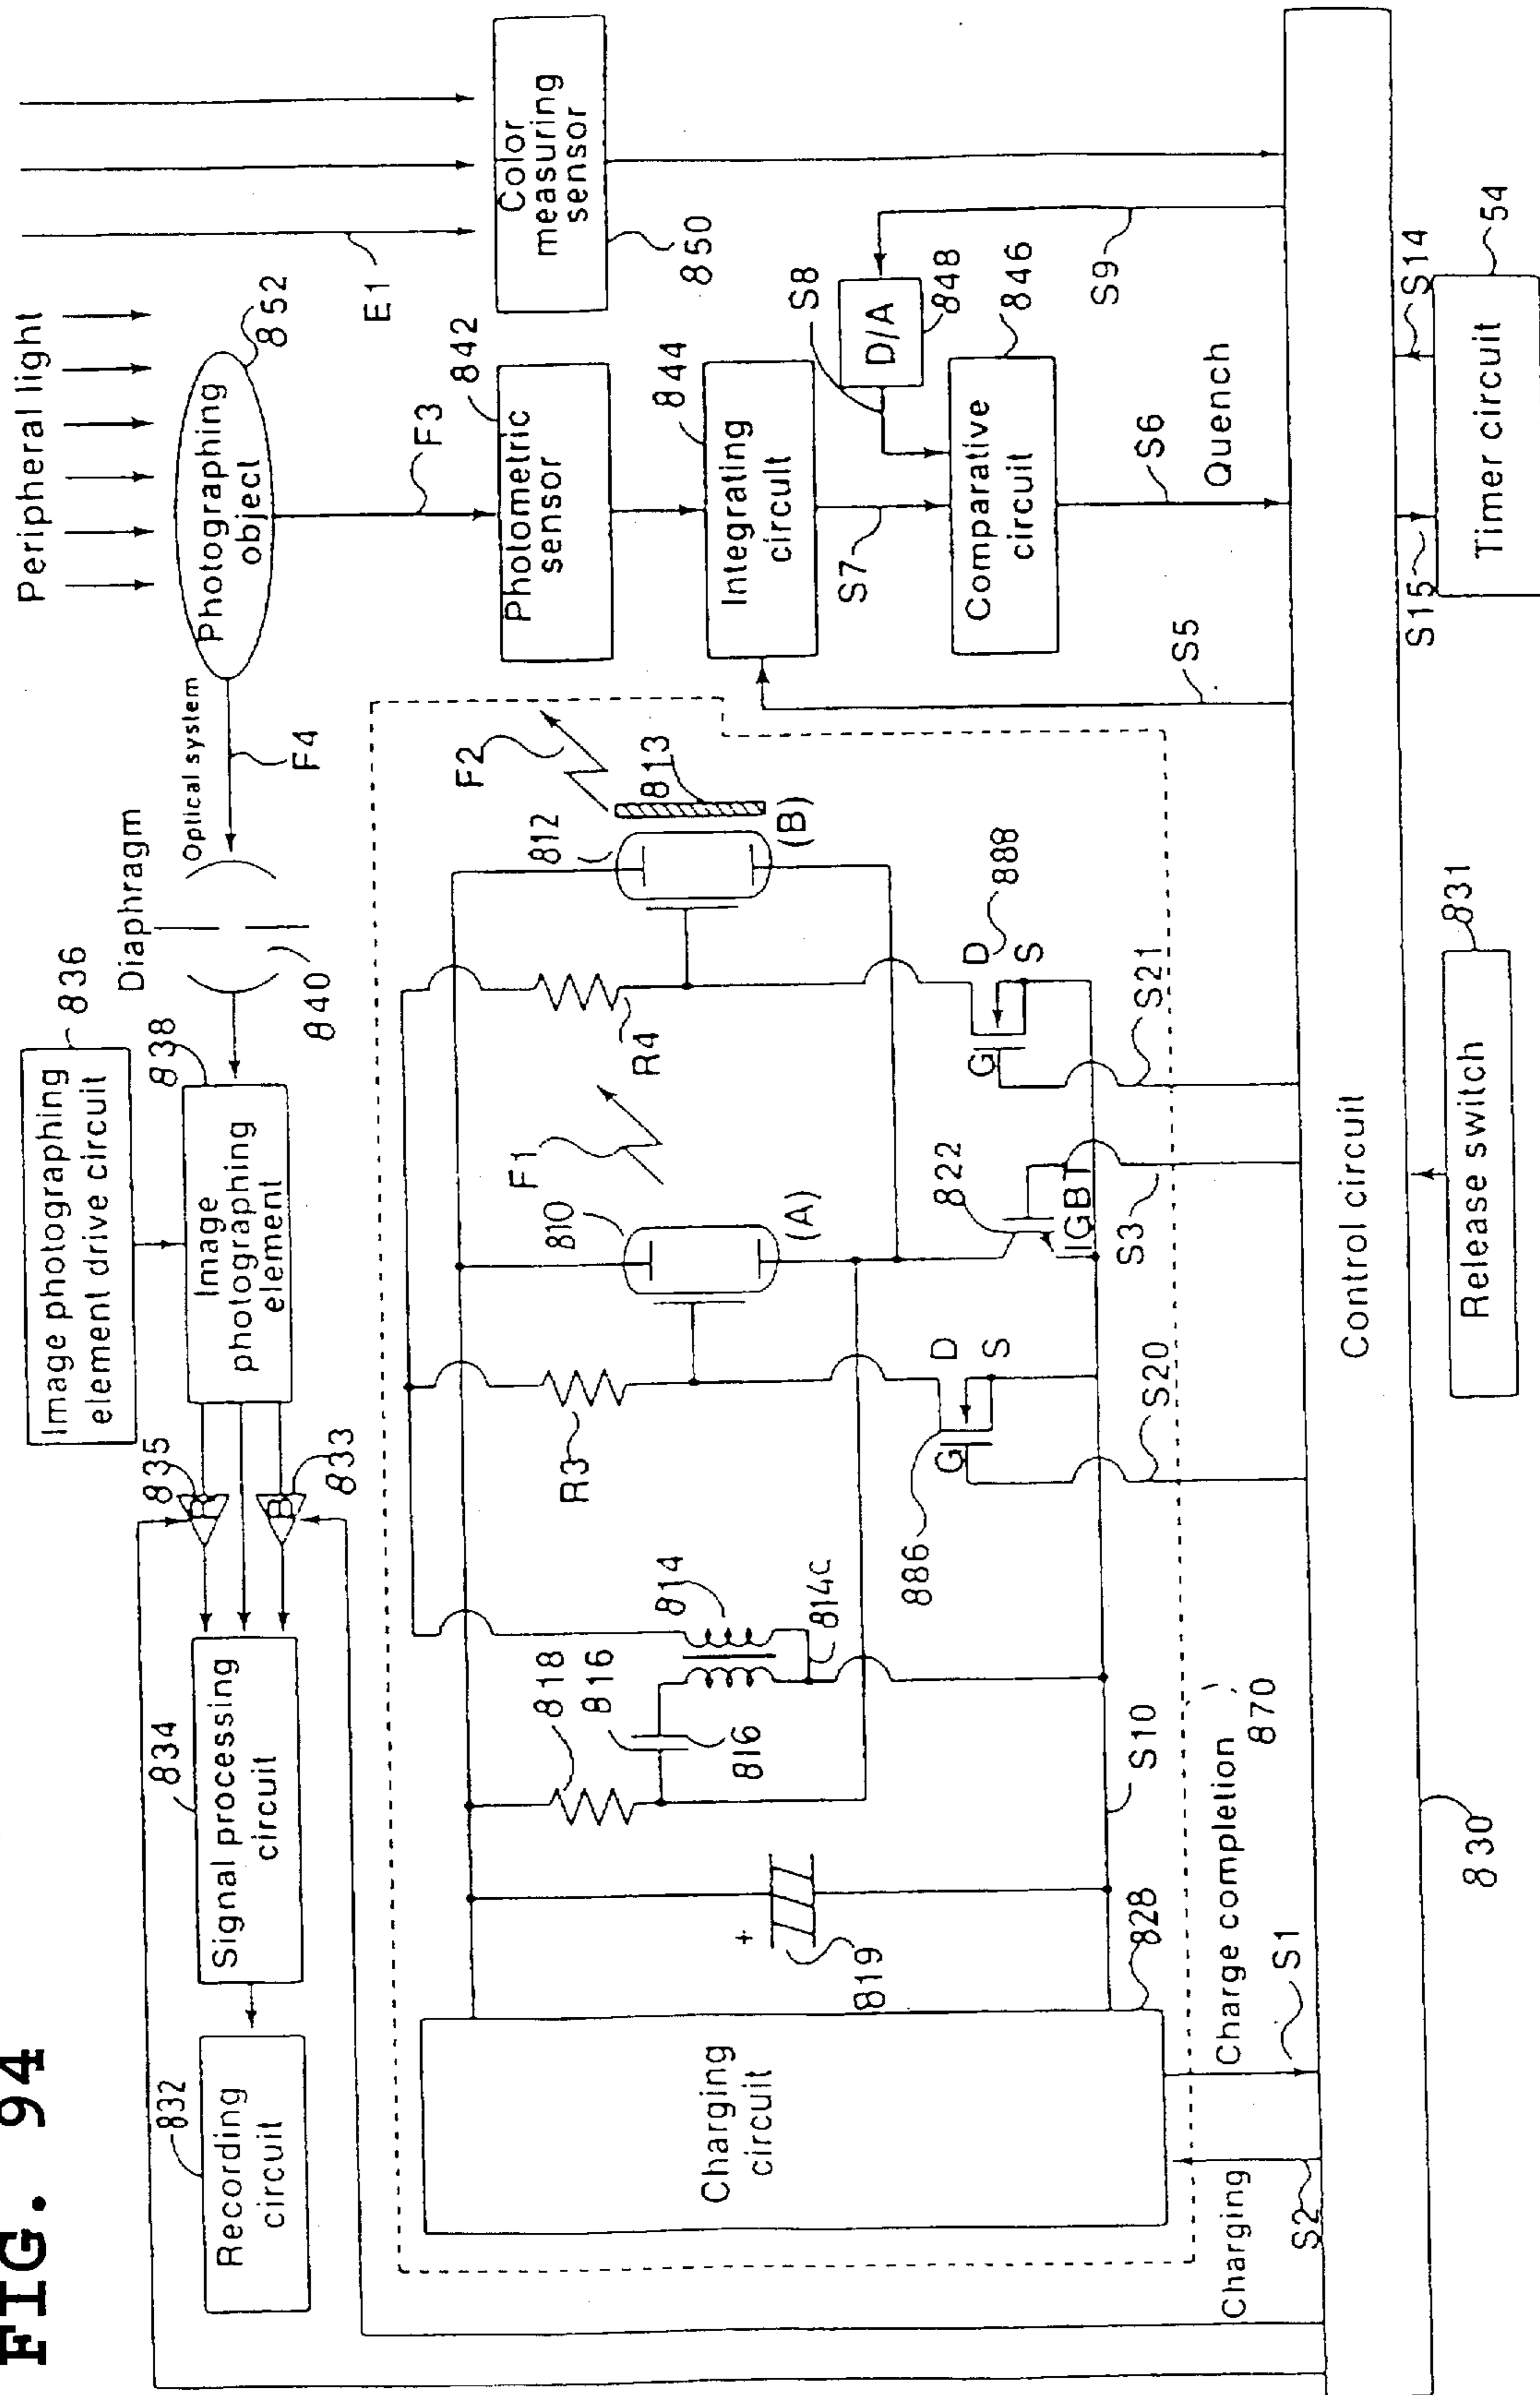 FIG. 94
Peripheral light
Photographing
object
852
E1
Color
measuring
sensor
850
Optical system
F4
Diaphragm
840
Image photographing
element drive circuit
836
Image
photographing
element
838
835
833
Signal processing
circuit
834
Recording
circuit
832
F3
Photometric
sensor
842
Integrating
circuit
844
S7
S8
D/A
848
Comparative
circuit
846
S9
S6
Quench
S5
Charging
circuit
828
+
819
818
816
816
814
814C
R3
810
(A)
F1
R4
812
(B)
813
F2
886
G
D
S
S20
822
IGBT
S3
G
D
S
888
S21
S10
870
Charging
S2
Charge completion
S1
Control circuit
830
Release switch
831
S15
S14
Timer circuit
54